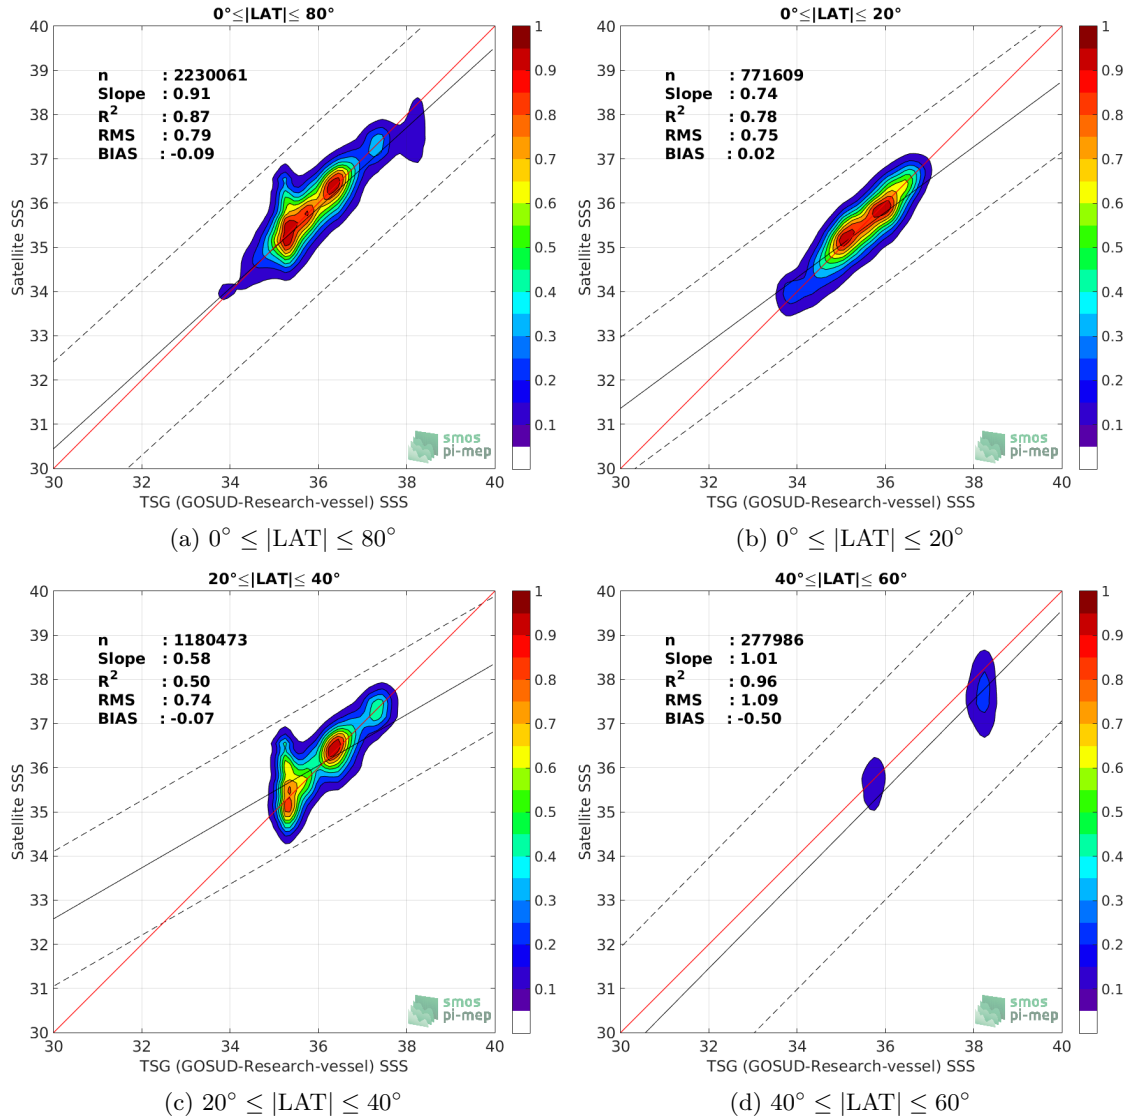 0°≤|LAT|≤ 80°
40
39
38
37
36
35
34
33
32
31
30
Satellite SSS
n : 2230061
Slope : 0.91
R² : 0.87
RMS : 0.79
BIAS : -0.09
smos
pi-mep
30 32 34 36 38 40
TSG (GOSUD-Research-vessel) SSS
1
0.9
0.8
0.7
0.6
0.5
0.4
0.3
0.2
0.1
(a) 0° ≤ |LAT| ≤ 80°
0°≤|LAT|≤ 20°
40
39
38
37
36
35
34
33
32
31
30
Satellite SSS
n : 771609
Slope : 0.74
R² : 0.78
RMS : 0.75
BIAS : 0.02
smos
pi-mep
30 32 34 36 38 40
TSG (GOSUD-Research-vessel) SSS
1
0.9
0.8
0.7
0.6
0.5
0.4
0.3
0.2
0.1
(b) 0° ≤ |LAT| ≤ 20°
20°≤|LAT|≤ 40°
40
39
38
37
36
35
34
33
32
31
30
Satellite SSS
n : 1180473
Slope : 0.58
R² : 0.50
RMS : 0.74
BIAS : -0.07
smos
pi-mep
30 32 34 36 38 40
TSG (GOSUD-Research-vessel) SSS
1
0.9
0.8
0.7
0.6
0.5
0.4
0.3
0.2
0.1
(c) 20° ≤ |LAT| ≤ 40°
40°≤|LAT|≤ 60°
40
39
38
37
36
35
34
33
32
31
30
Satellite SSS
n : 277986
Slope : 1.01
R² : 0.96
RMS : 1.09
BIAS : -0.50
smos
pi-mep
30 32 34 36 38 40
TSG (GOSUD-Research-vessel) SSS
1
0.9
0.8
0.7
0.6
0.5
0.4
0.3
0.2
0.1
(d) 40° ≤ |LAT| ≤ 60°